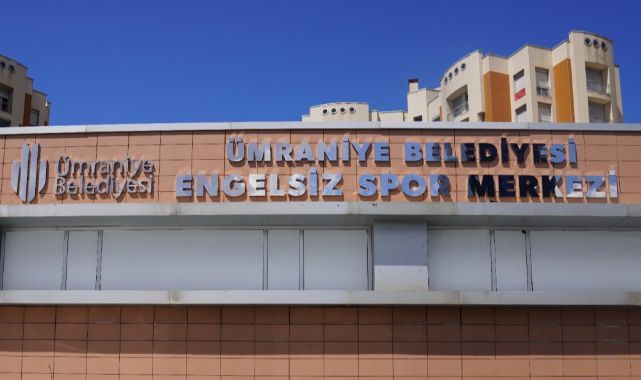 Ümraniye
Belediyesi
ÜMRANİYE BELEDİYESİ
ENGELSİZ SPOR MERKEZİ